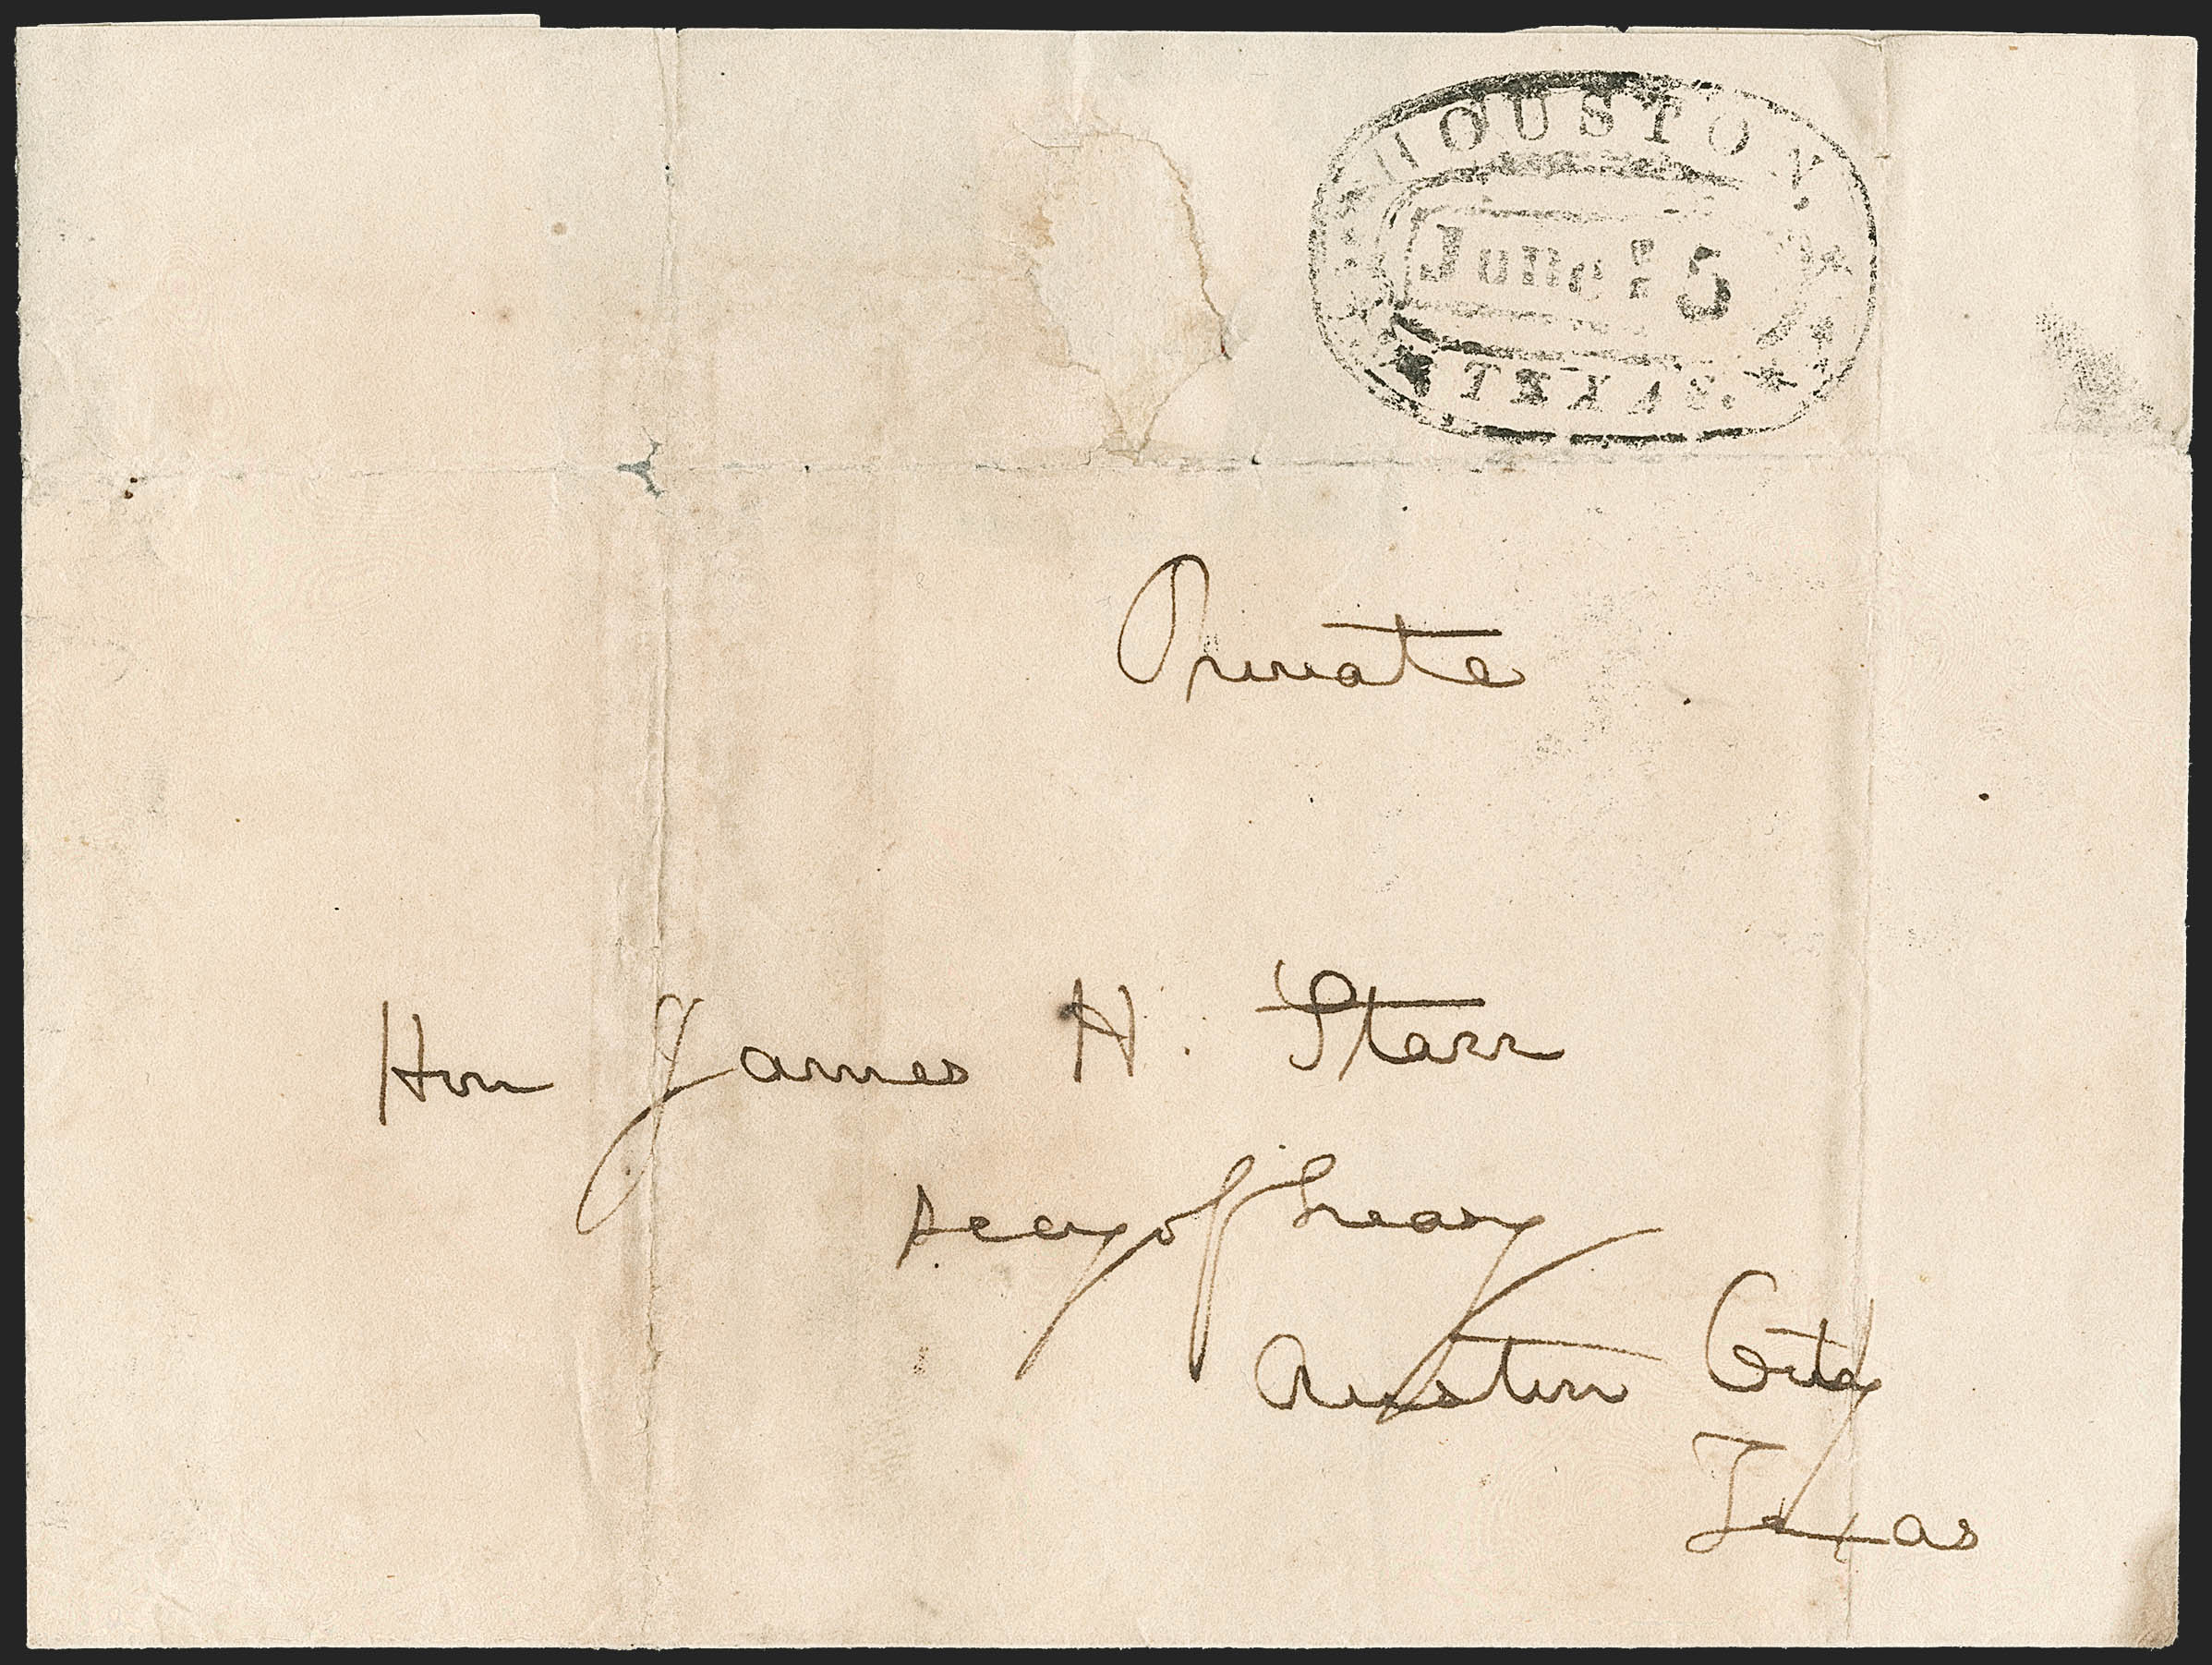 HOUSTON,
June 5
TEXAS.
Private
Hon James H. Starr
Secy of Treasy
Austin City
Texas